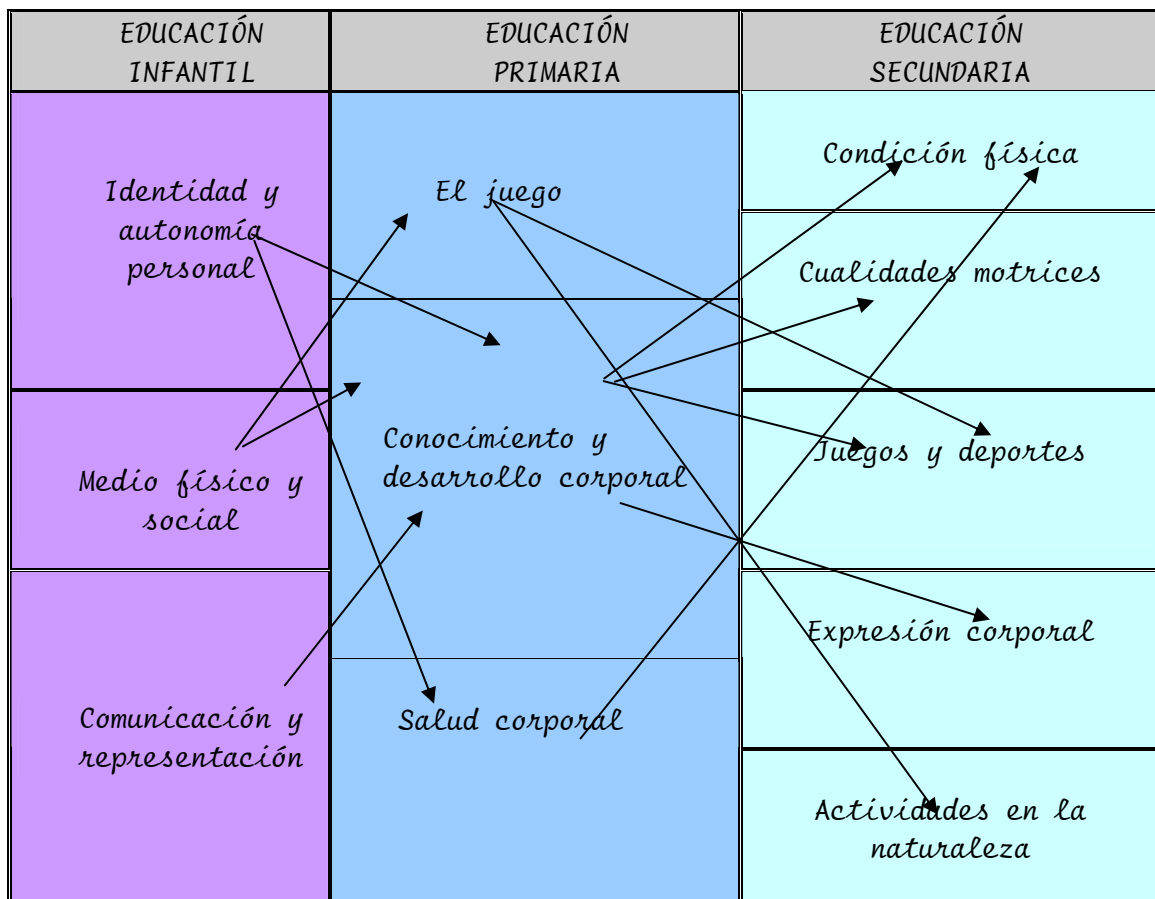 EDUCACIÓN
INFANTIL
EDUCACIÓN
PRIMARIA
EDUCACIÓN
SECUNDARIA
Identidad y
autonomía
personal
Medio físico y
social
Comunicación y
representación
El juego
Conocimiento y
desarrollo corporal
Salud corporal
Condición física
Cualidades motrices
Juegos y deportes
Expresión corporal
Actividades en la
naturaleza